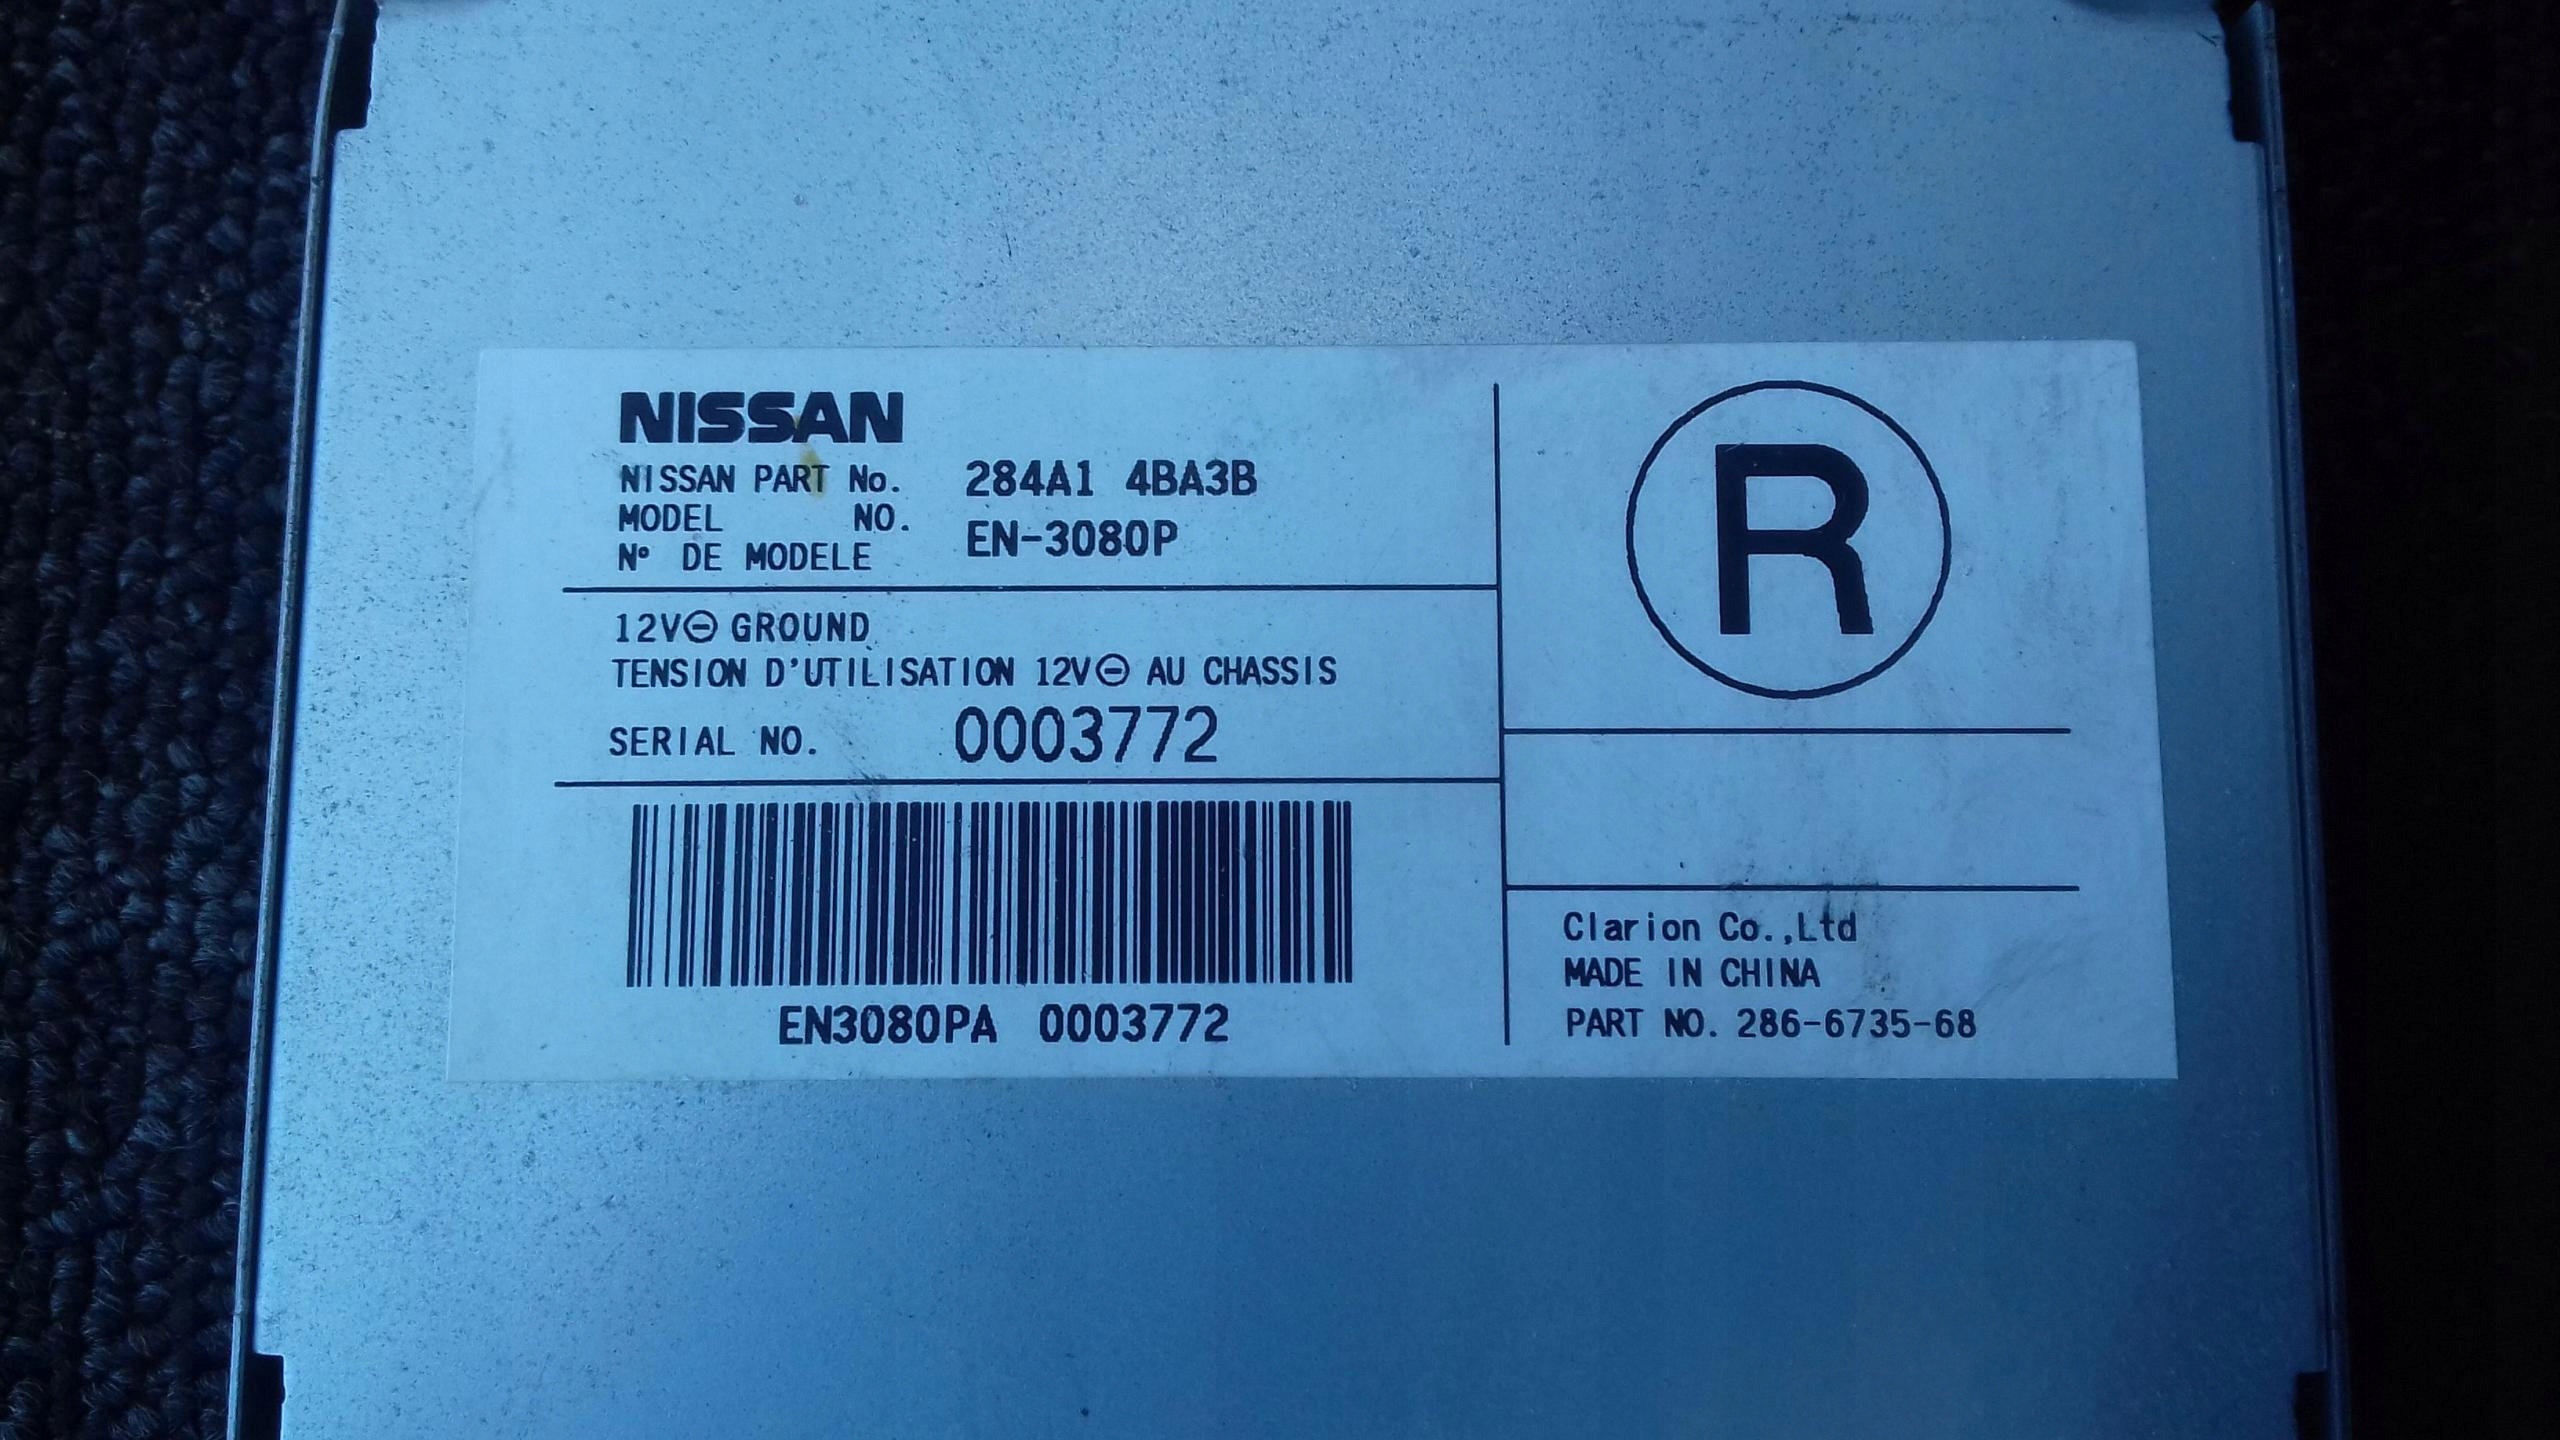 NISSAN
NISSAN PART No. 284A1 4BA3B
MODEL NO.
N° DE MODELE EN-3080P
12V⊖ GROUND
TENSION D'UTILISATION 12V⊖ AU CHASSIS
SERIAL NO. 0003772
EN3080PA 0003772
R
Clarion Co.,Ltd
MADE IN CHINA
PART NO. 286-6735-68